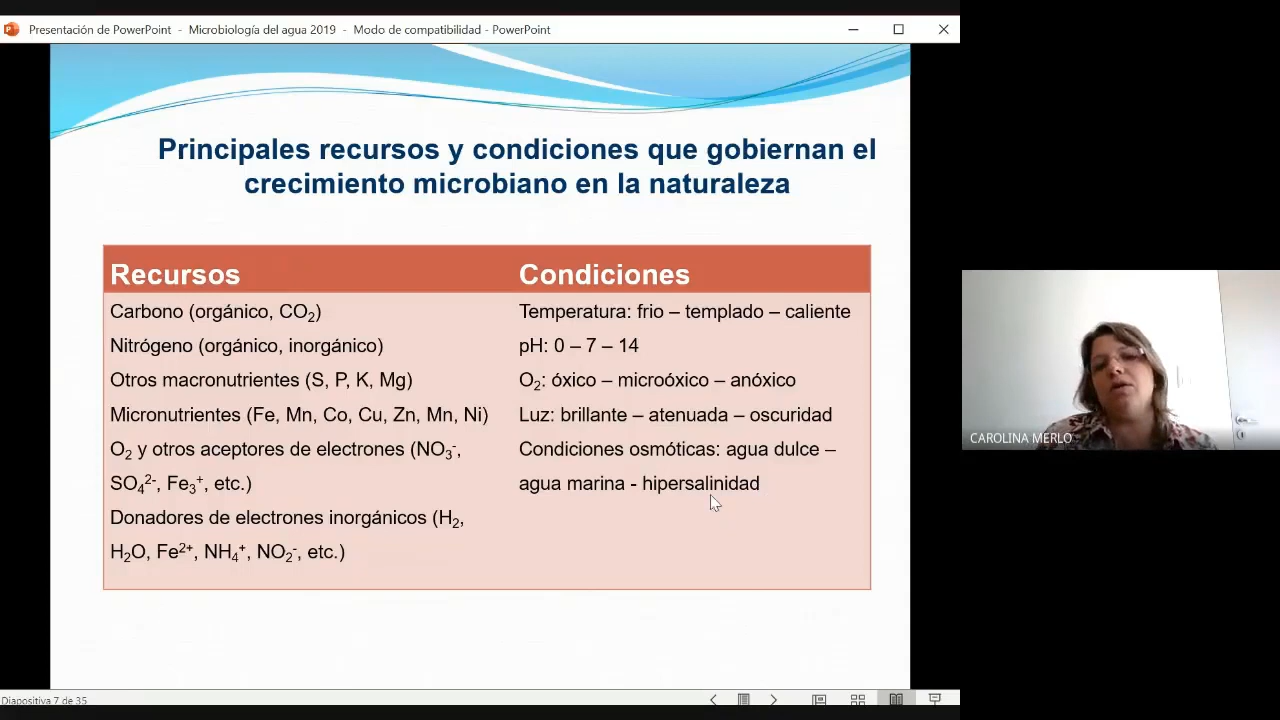 Presentación de PowerPoint - Microbiología del agua 2019 - Modo de compatibilidad - PowerPoint
Principales recursos y condiciones que gobiernan el
crecimiento microbiano en la naturaleza
Recursos
Carbono (orgánico, CO₂)
Nitrógeno (orgánico, inorgánico)
Otros macronutrientes (S, P, K, Mg)
Micronutrientes (Fe, Mn, Co, Cu, Zn, Mn, Ni)
O₂ y otros aceptores de electrones (NO₃⁻,
SO₄²⁻, Fe₃⁺, etc.)
Donadores de electrones inorgánicos (H₂,
H₂O, Fe²⁺, NH₄⁺, NO₂⁻, etc.)
Condiciones
Temperatura: frio – templado – caliente
pH: 0 – 7 – 14
O₂: óxico – microóxico – anóxico
Luz: brillante – atenuada – oscuridad
Condiciones osmóticas: agua dulce –
agua marina - hipersalinidad
CAROLINA MERLO
Diapositiva 7 de 35